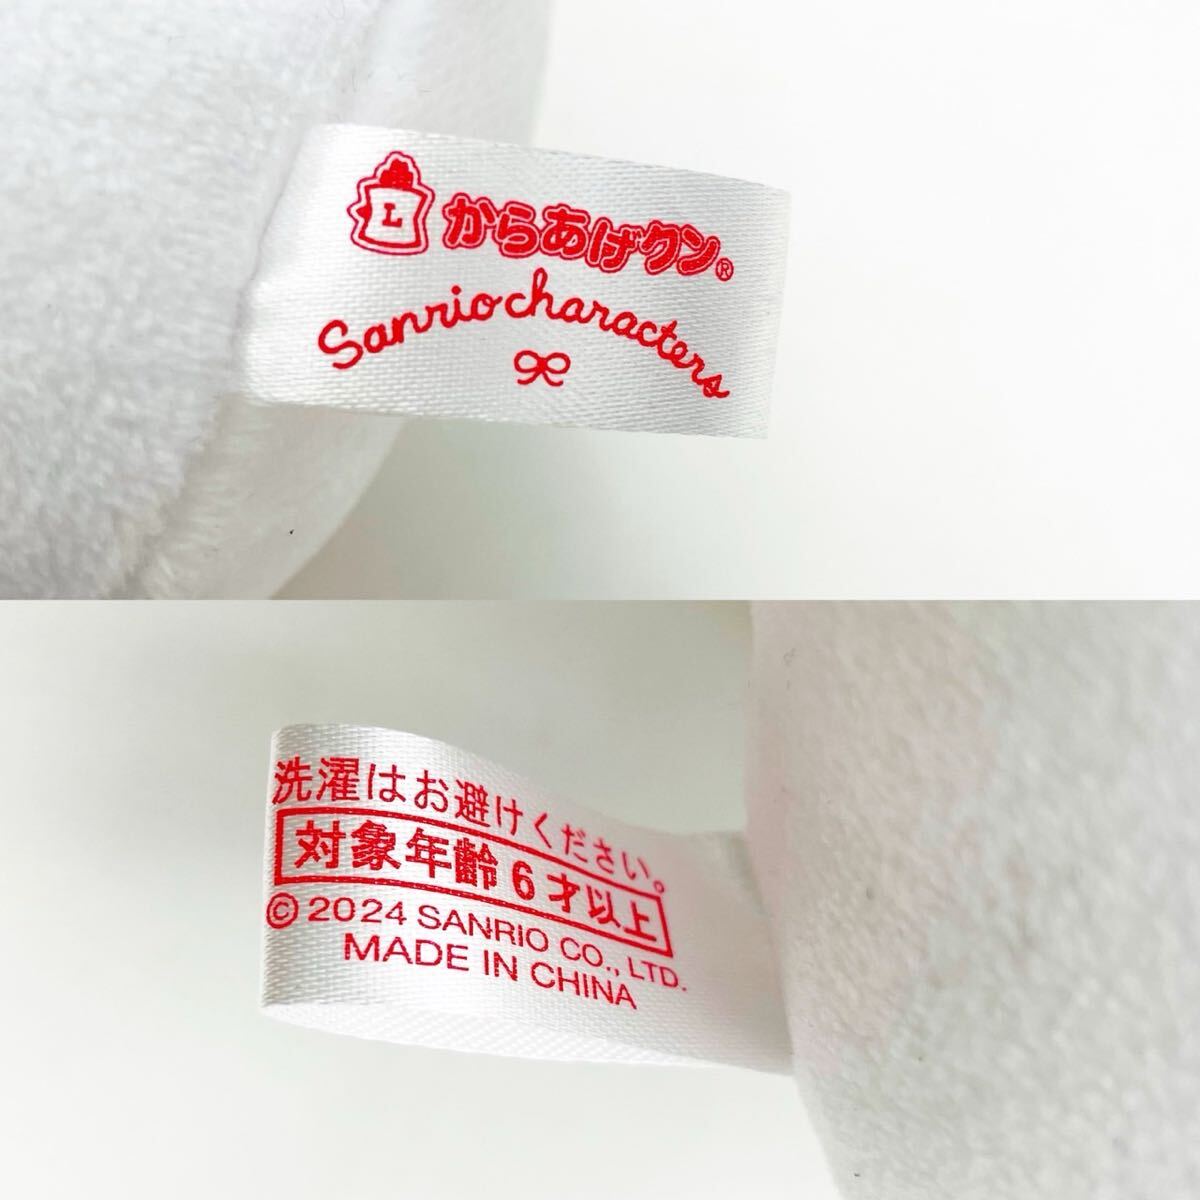 L
からあげクン®
Sanrio characters
洗濯はお避けください。
対象年齢6才以上
© 2024 SANRIO CO., LTD.
MADE IN CHINA